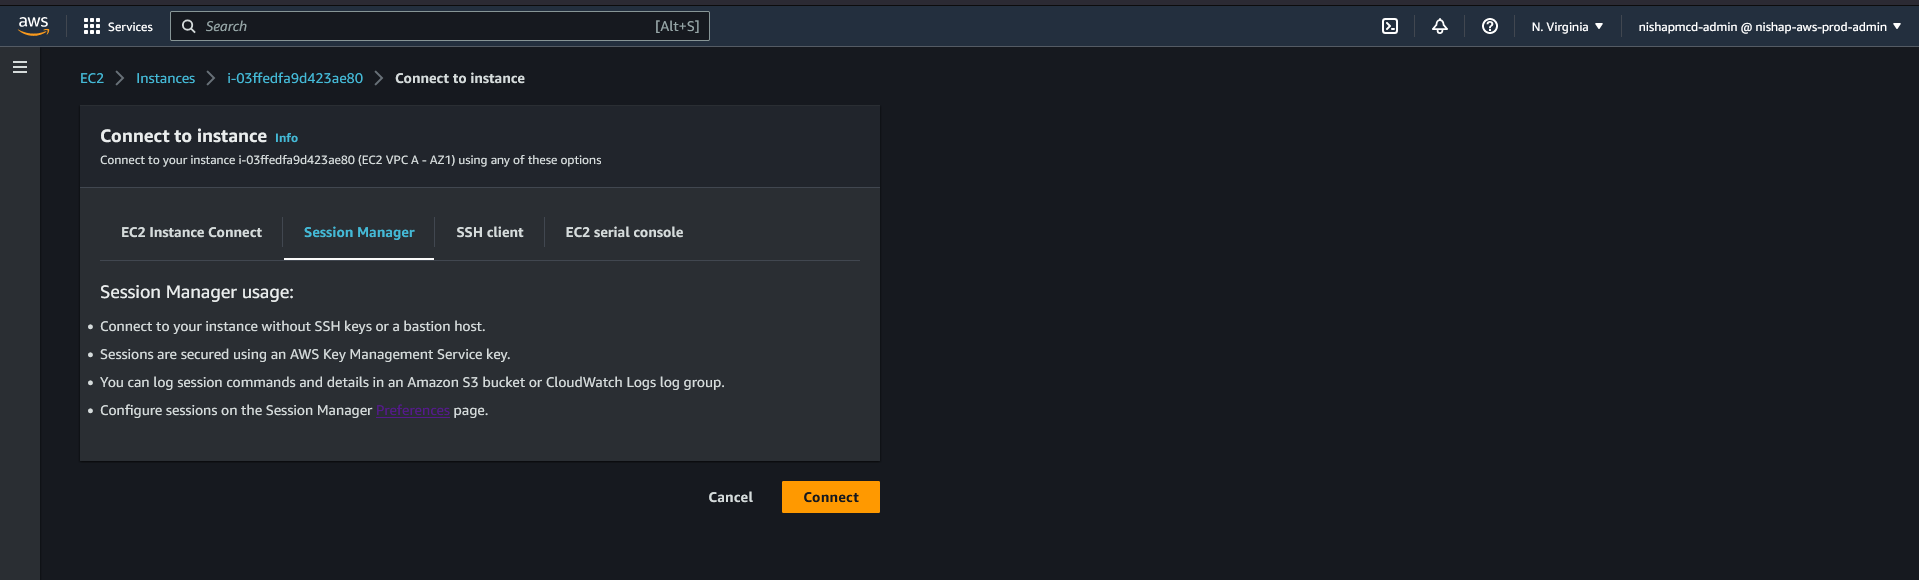 aws Services Search [Alt+S] N. Virginia nishapmcd-admin @ nishap-aws-prod-admin
EC2 Instances i-03ffedfa9d423ae80 Connect to instance
Connect to instance Info
Connect to your instance i-03ffedfa9d423ae80 (EC2 VPC A - AZ1) using any of these options
EC2 Instance Connect Session Manager SSH client EC2 serial console
Session Manager usage:
• Connect to your instance without SSH keys or a bastion host.
• Sessions are secured using an AWS Key Management Service key.
• You can log session commands and details in an Amazon S3 bucket or CloudWatch Logs log group.
• Configure sessions on the Session Manager Preferences page.
Cancel Connect